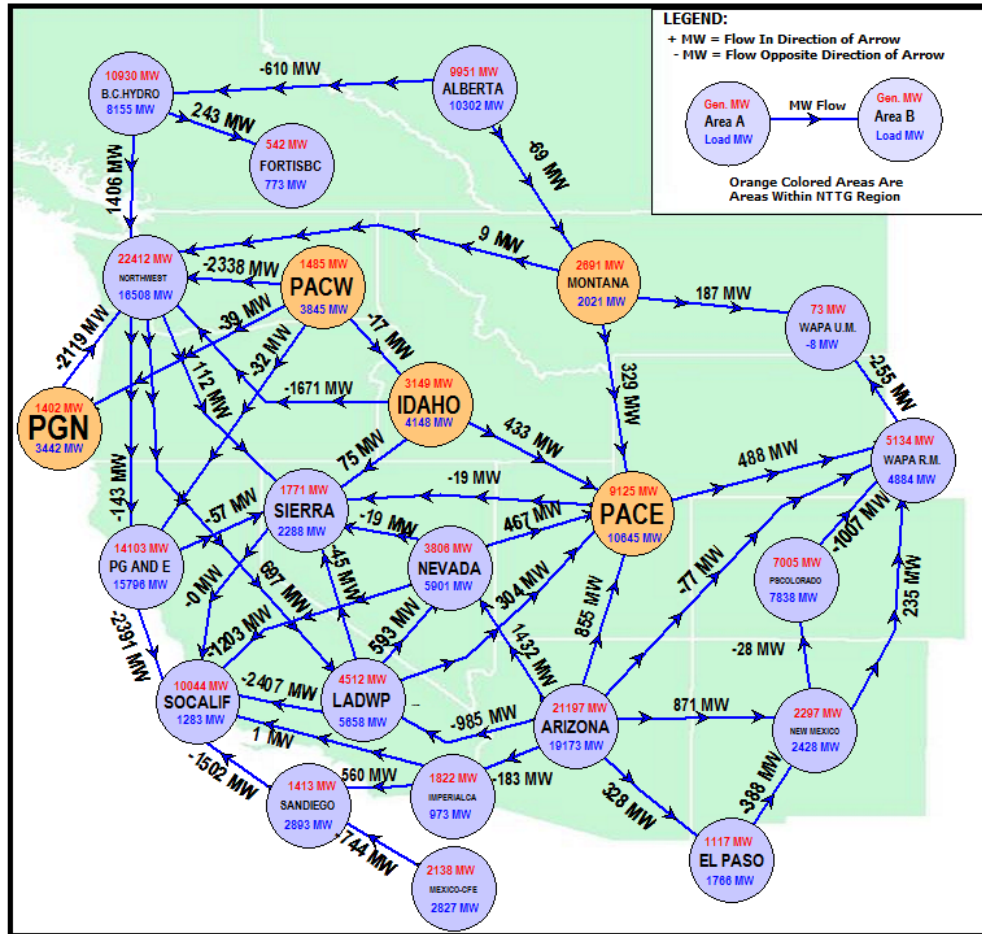 LEGEND:
+ MW = Flow In Direction of Arrow
- MW = Flow Opposite Direction of Arrow
Gen. MW
Area A
Load MW
MW Flow
Gen. MW
Area B
Load MW
Orange Colored Areas Are
Areas Within NTTG Region
10930 MW
B.C.HYDRO
8155 MW
-610 MW
9951 MW
ALBERTA
10302 MW
243 MW
542 MW
FORTISBC
773 MW
1406 MW
-69 MW
9 MW
22412 MW
NORTHWEST
16508 MW
-2338 MW
1485 MW
PACW
3845 MW
2691 MW
MONTANA
2021 MW
187 MW
73 MW
WAPA U.M.
-8 MW
-2119 MW
-39 MW
-32 MW
-17 MW
112 MW
329 MW
-255 MW
1402 MW
PGN
3442 MW
-1671 MW
3149 MW
IDAHO
4148 MW
433 MW
5134 MW
WAPA R.M.
4884 MW
488 MW
75 MW
-143 MW
-19 MW
1771 MW
SIERRA
2288 MW
9125 MW
PACE
10645 MW
-57 MW
-19 MW
467 MW
14103 MW
PG AND E
15796 MW
3806 MW
NEVADA
5901 MW
-1007 MW
7005 MW
PSCOLORADO
7838 MW
-0 MW
697 MW
-45 MW
304 MW
855 MW
-77 MW
235 MW
-2391 MW
-1203 MW
593 MW
1432 MW
-28 MW
10044 MW
SOCALIF
1283 MW
-2407 MW
4512 MW
LADWP
5658 MW
-985 MW
21197 MW
ARIZONA
19173 MW
871 MW
2297 MW
NEW MEXICO
2428 MW
1 MW
-1502 MW
560 MW
-183 MW
328 MW
-388 MW
1413 MW
SANDIEGO
2893 MW
1822 MW
IMPERIALCA
973 MW
-744 MW
1117 MW
EL PASO
1766 MW
2138 MW
MEXICO-CFE
2827 MW